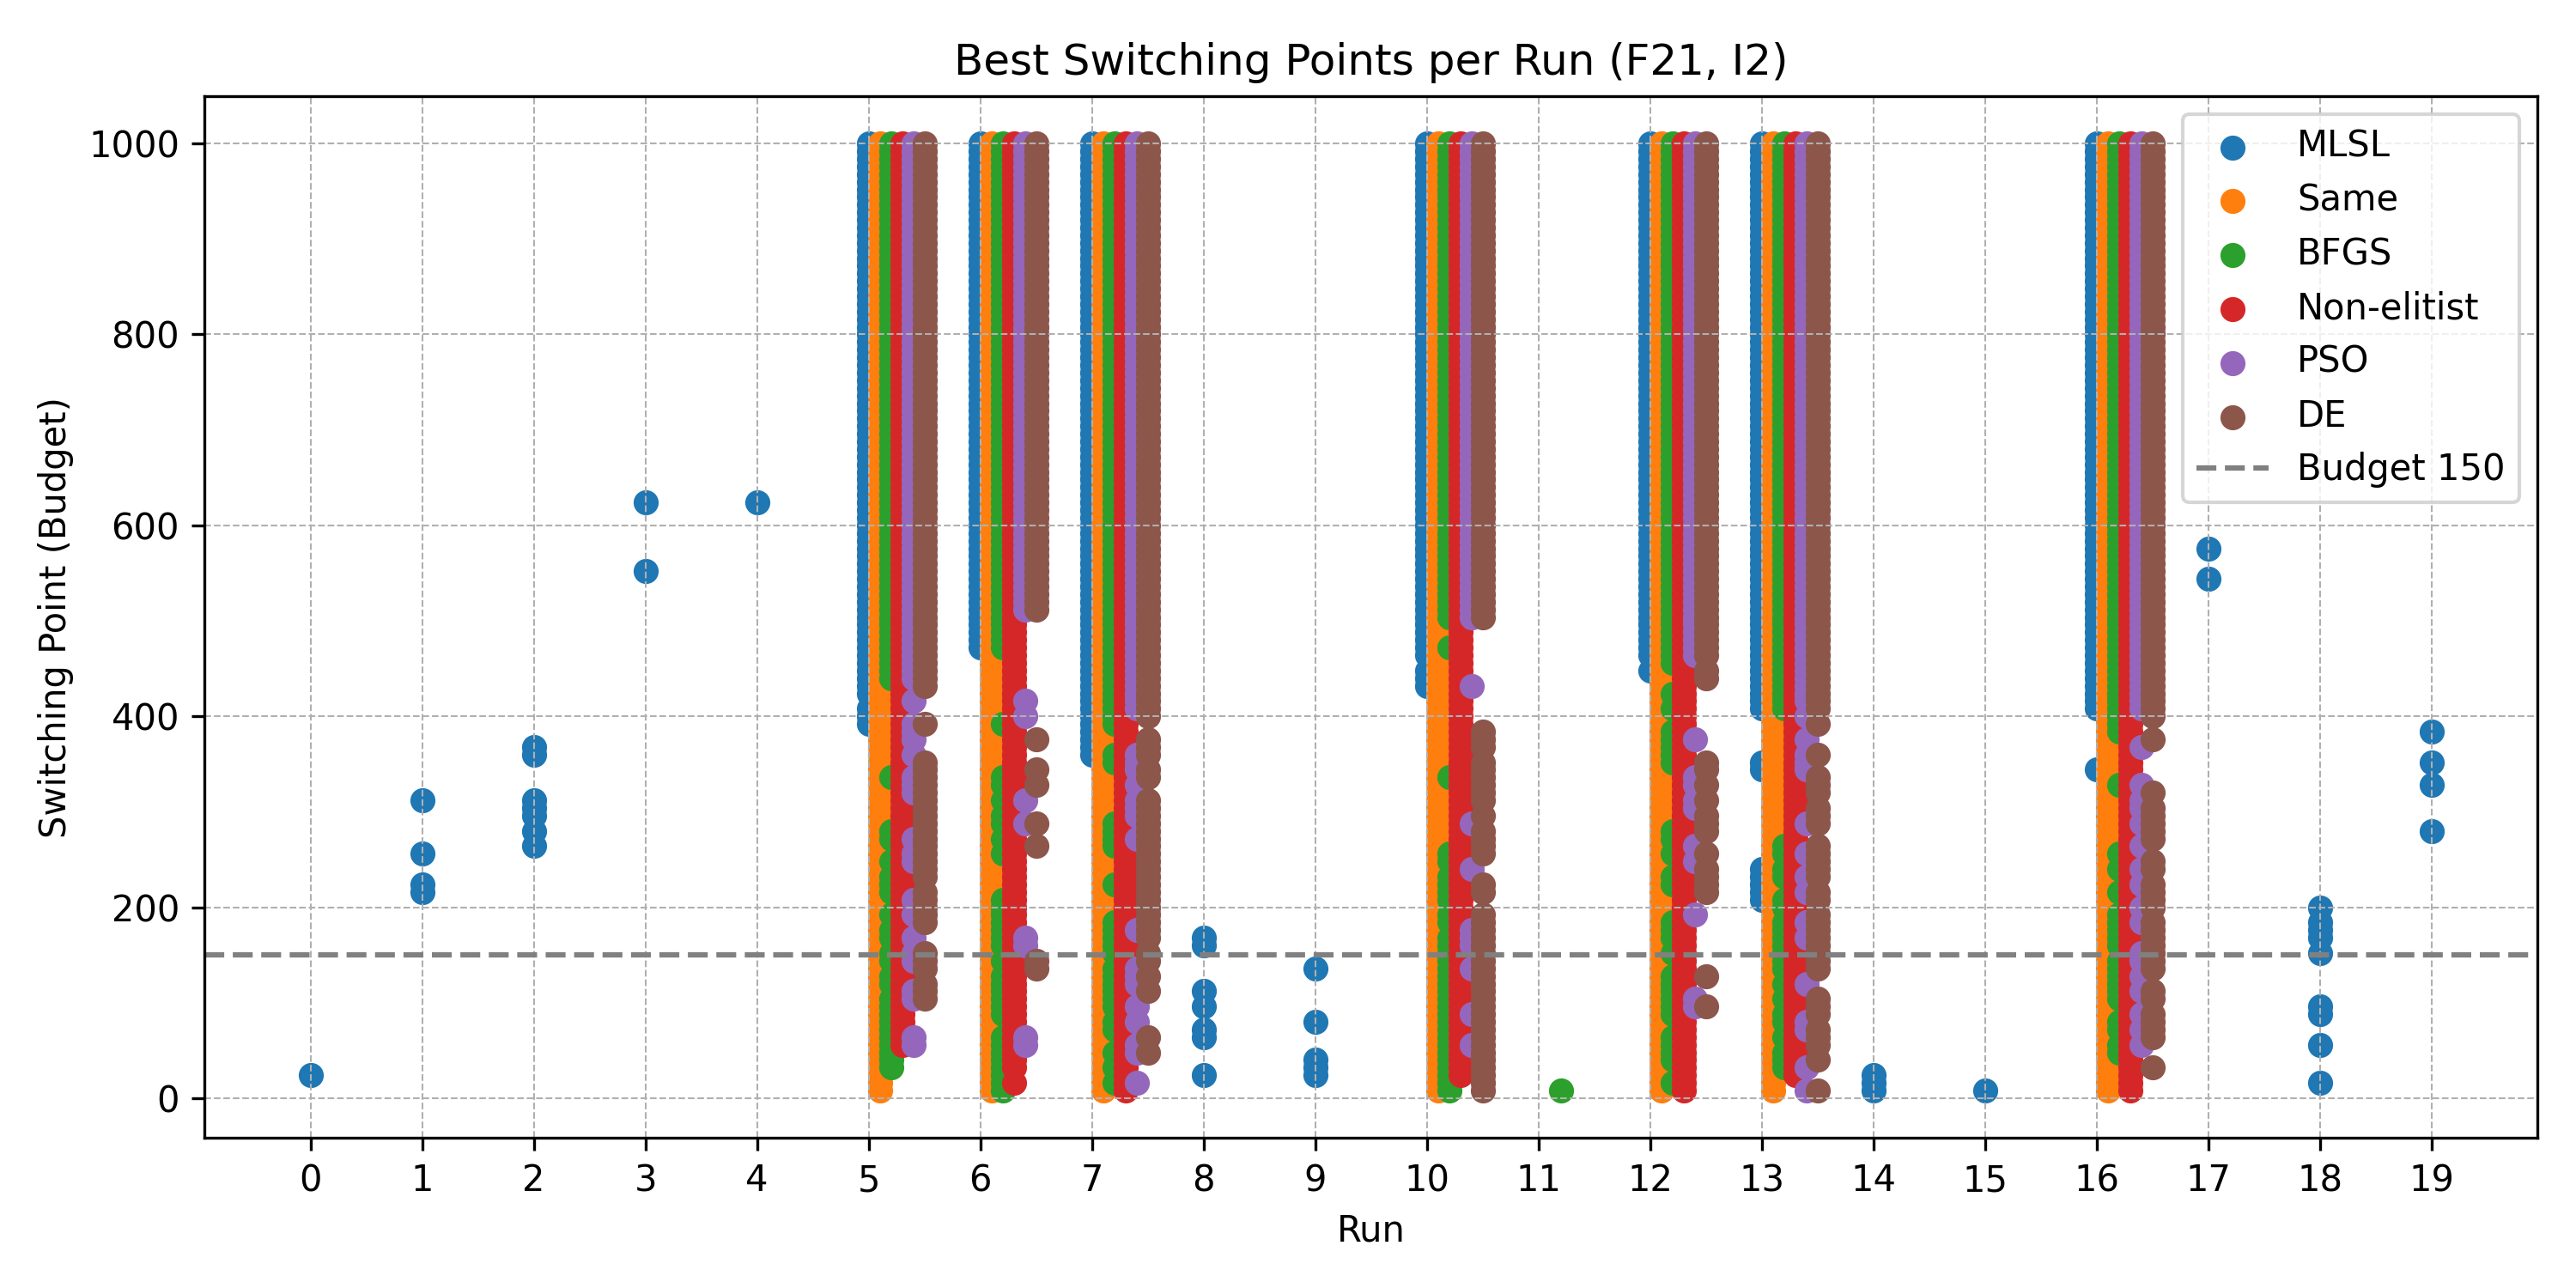 Best Switching Points per Run (F21, I2)
Switching Point (Budget)
1000
800
600
400
200
0
0 1 2 3 4 5 6 7 8 9 10 11 12 13 14 15 16 17 18 19
Run
MLSL
Same
BFGS
Non-elitist
PSO
DE
Budget 150